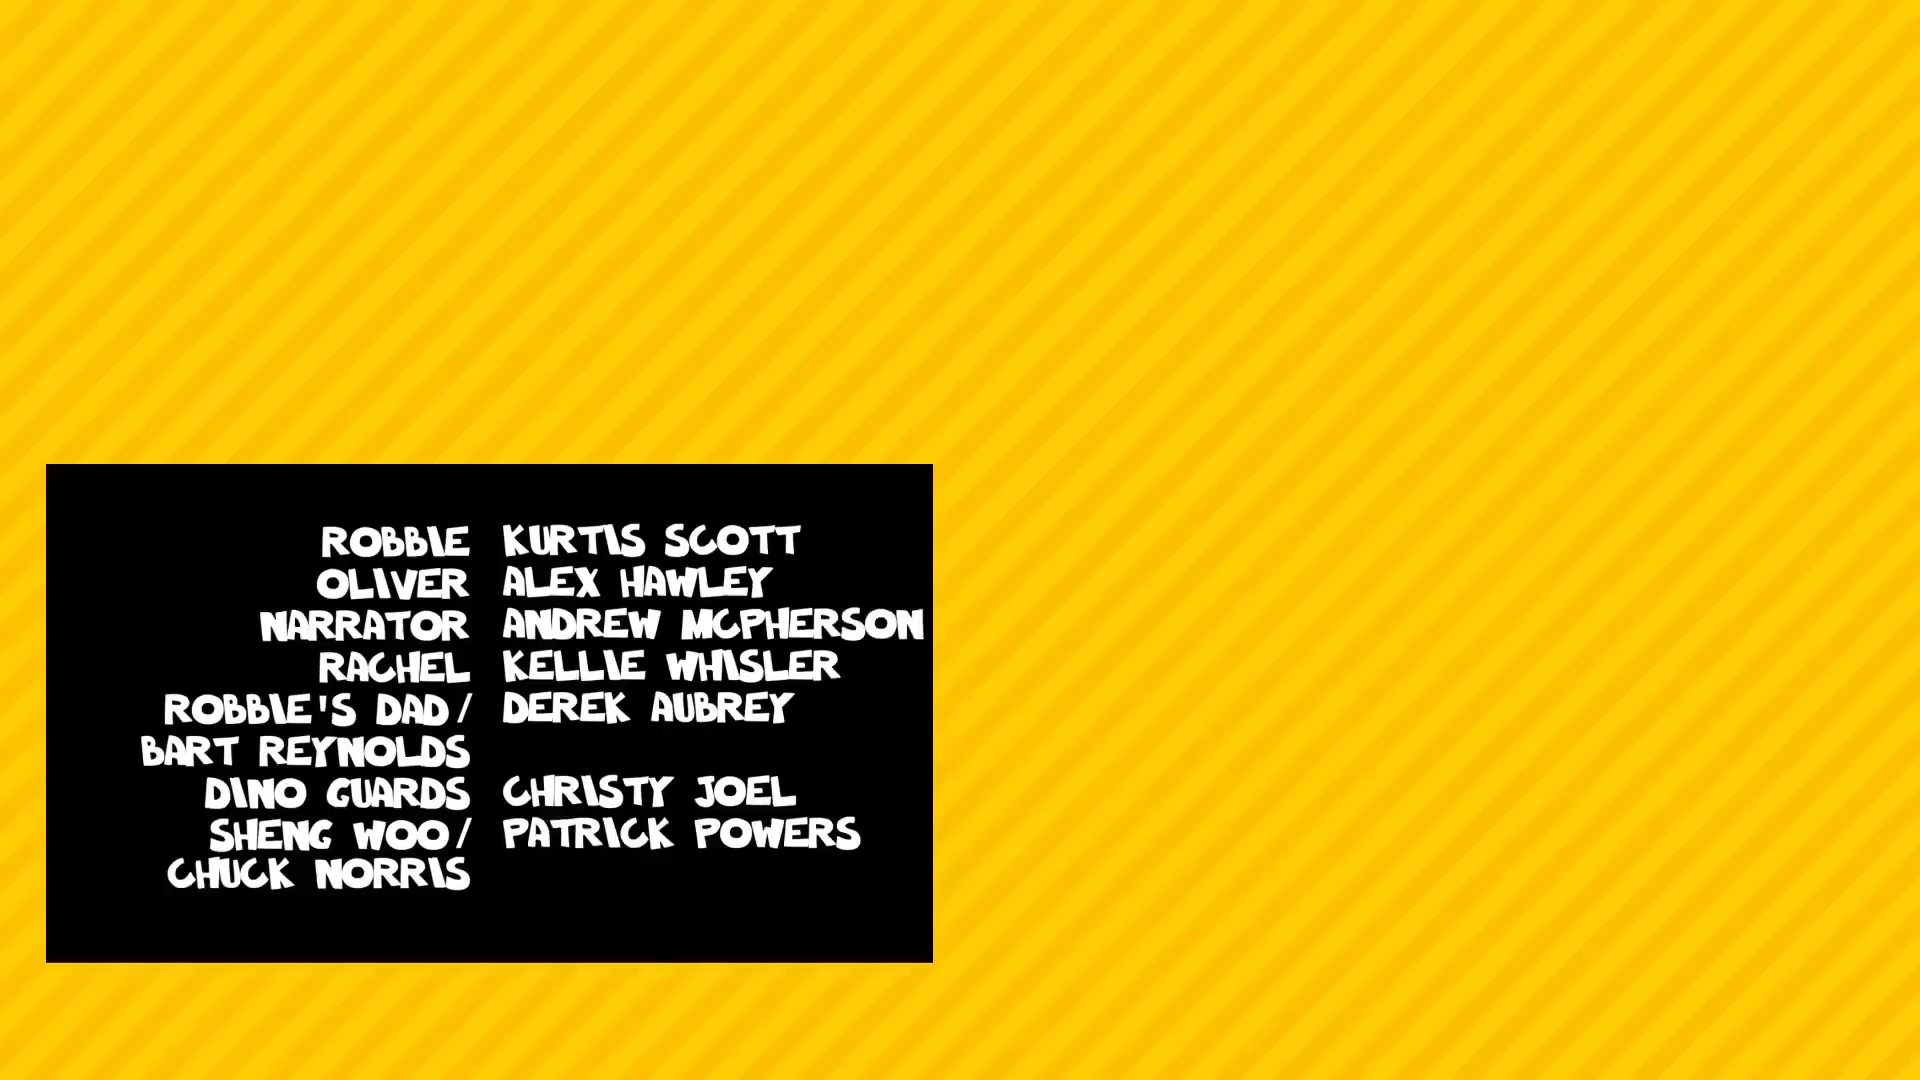 ROBBIE KURTIS SCOTT
OLIVER ALEX HAWLEY
NARRATOR ANDREW MCPHERSON
RACHEL KELLIE WHISLER
ROBBIE'S DAD/ DEREK AUBREY
BART REYNOLDS
DINO GUARDS CHRISTY JOEL
SHENG WOO/ PATRICK POWERS
CHUCK NORRIS